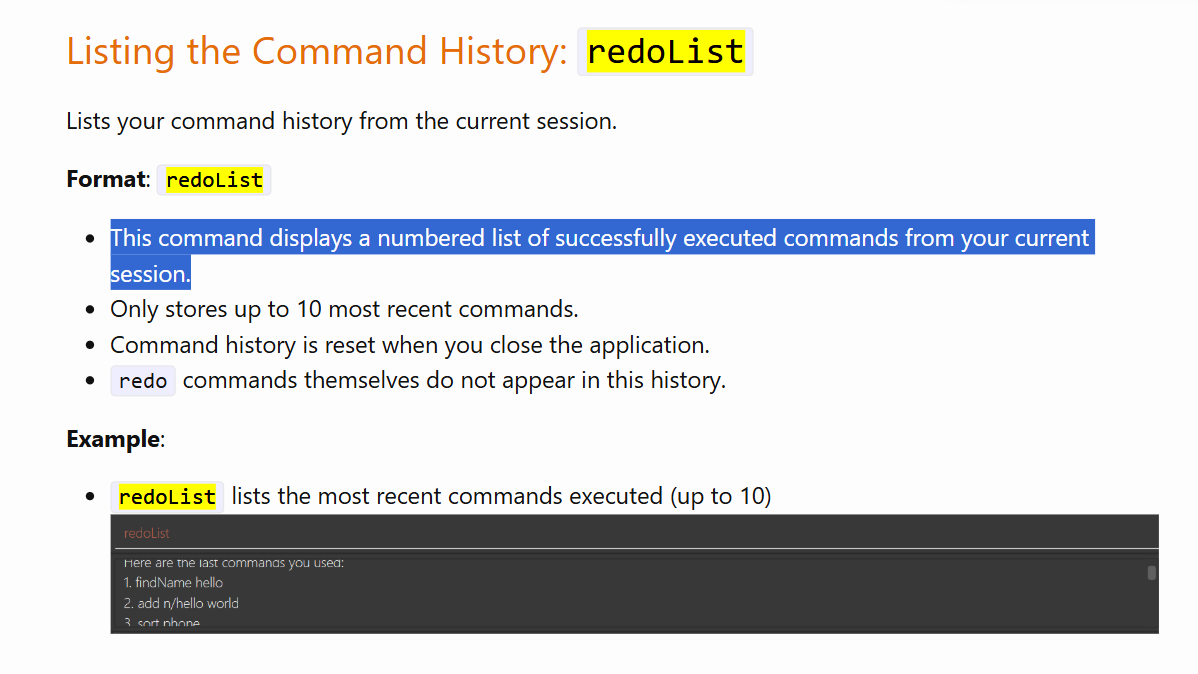 Listing the Command History: redoList
Lists your command history from the current session.
Format: redoList
This command displays a numbered list of successfully executed commands from your current
session.
Only stores up to 10 most recent commands.
Command history is reset when you close the application.
redo commands themselves do not appear in this history.
Example:
redoList lists the most recent commands executed (up to 10)
redoList
Here are the last commands you used:
1. findName hello
2. add n/hello world
3. sort phone